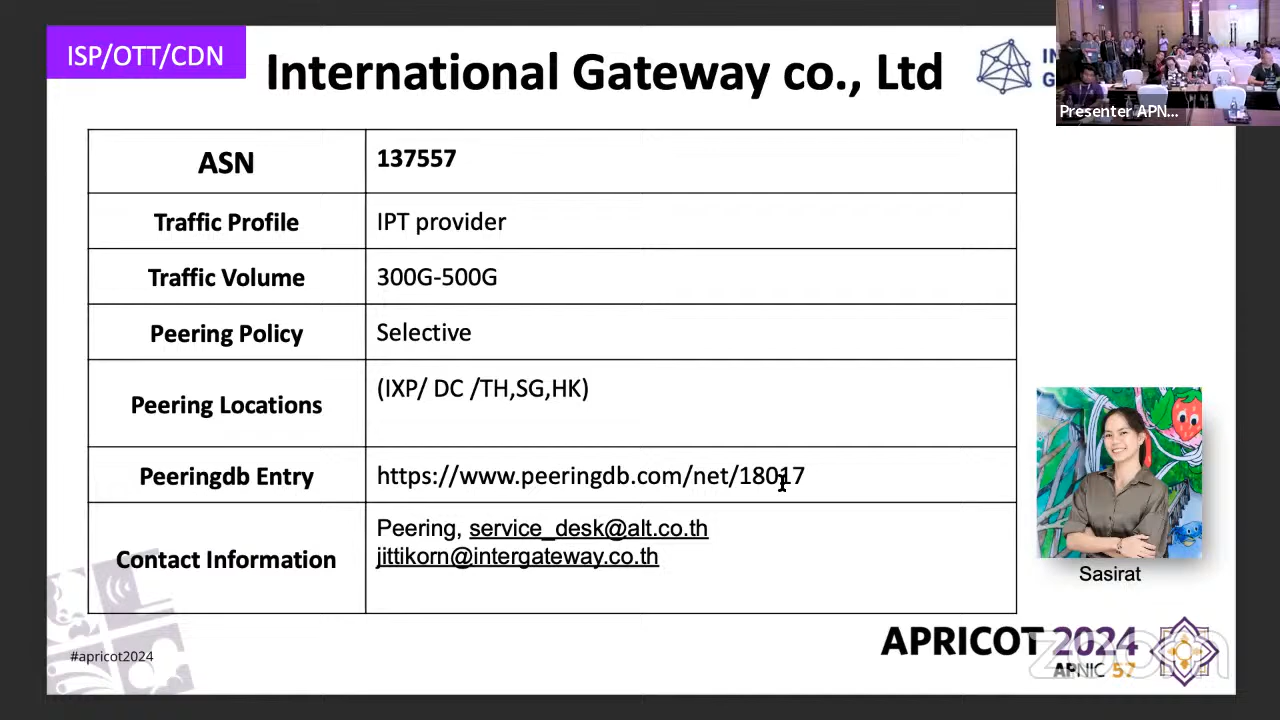 ISP/OTT/CDN
International Gateway co., Ltd
Presenter APN...
ASN
137557
Traffic Profile
IPT provider
Traffic Volume
300G-500G
Peering Policy
Selective
Peering Locations
(IXP/ DC /TH,SG,HK)
Peeringdb Entry
https://www.peeringdb.com/net/18017
Contact Information
Peering, service_desk@alt.co.th
jittikorn@intergateway.co.th
Sasirat
#apricot2024
APRICOT 2024
zoom
APNIC 57